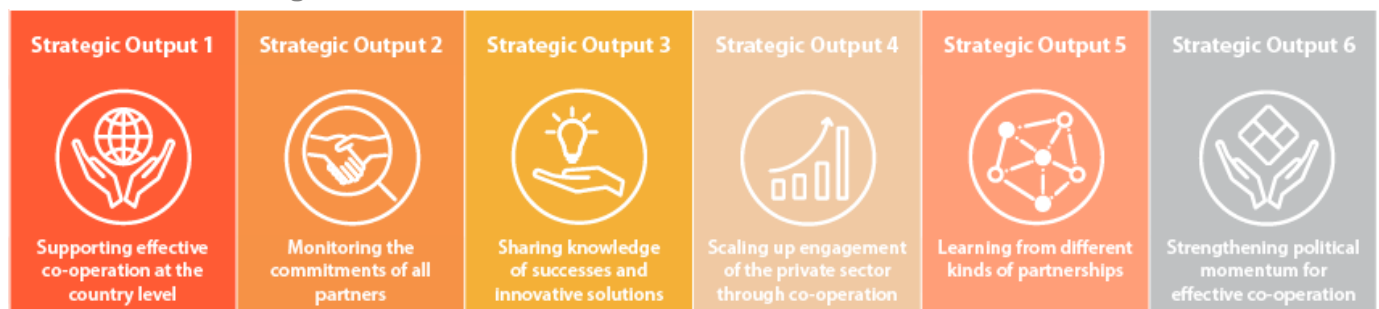 Strategic Output 1
Supporting effective
co-operation at the
country level
Strategic Output 2
Monitoring the
commitments of all
partners
Strategic Output 3
Sharing knowledge
of successes and
innovative solutions
Strategic Output 4
Scaling up engagement
of the private sector
through co-operation
Strategic Output 5
Learning from different
kinds of partnerships
Strategic Output 6
Strengthening political
momentum for
effective co-operation